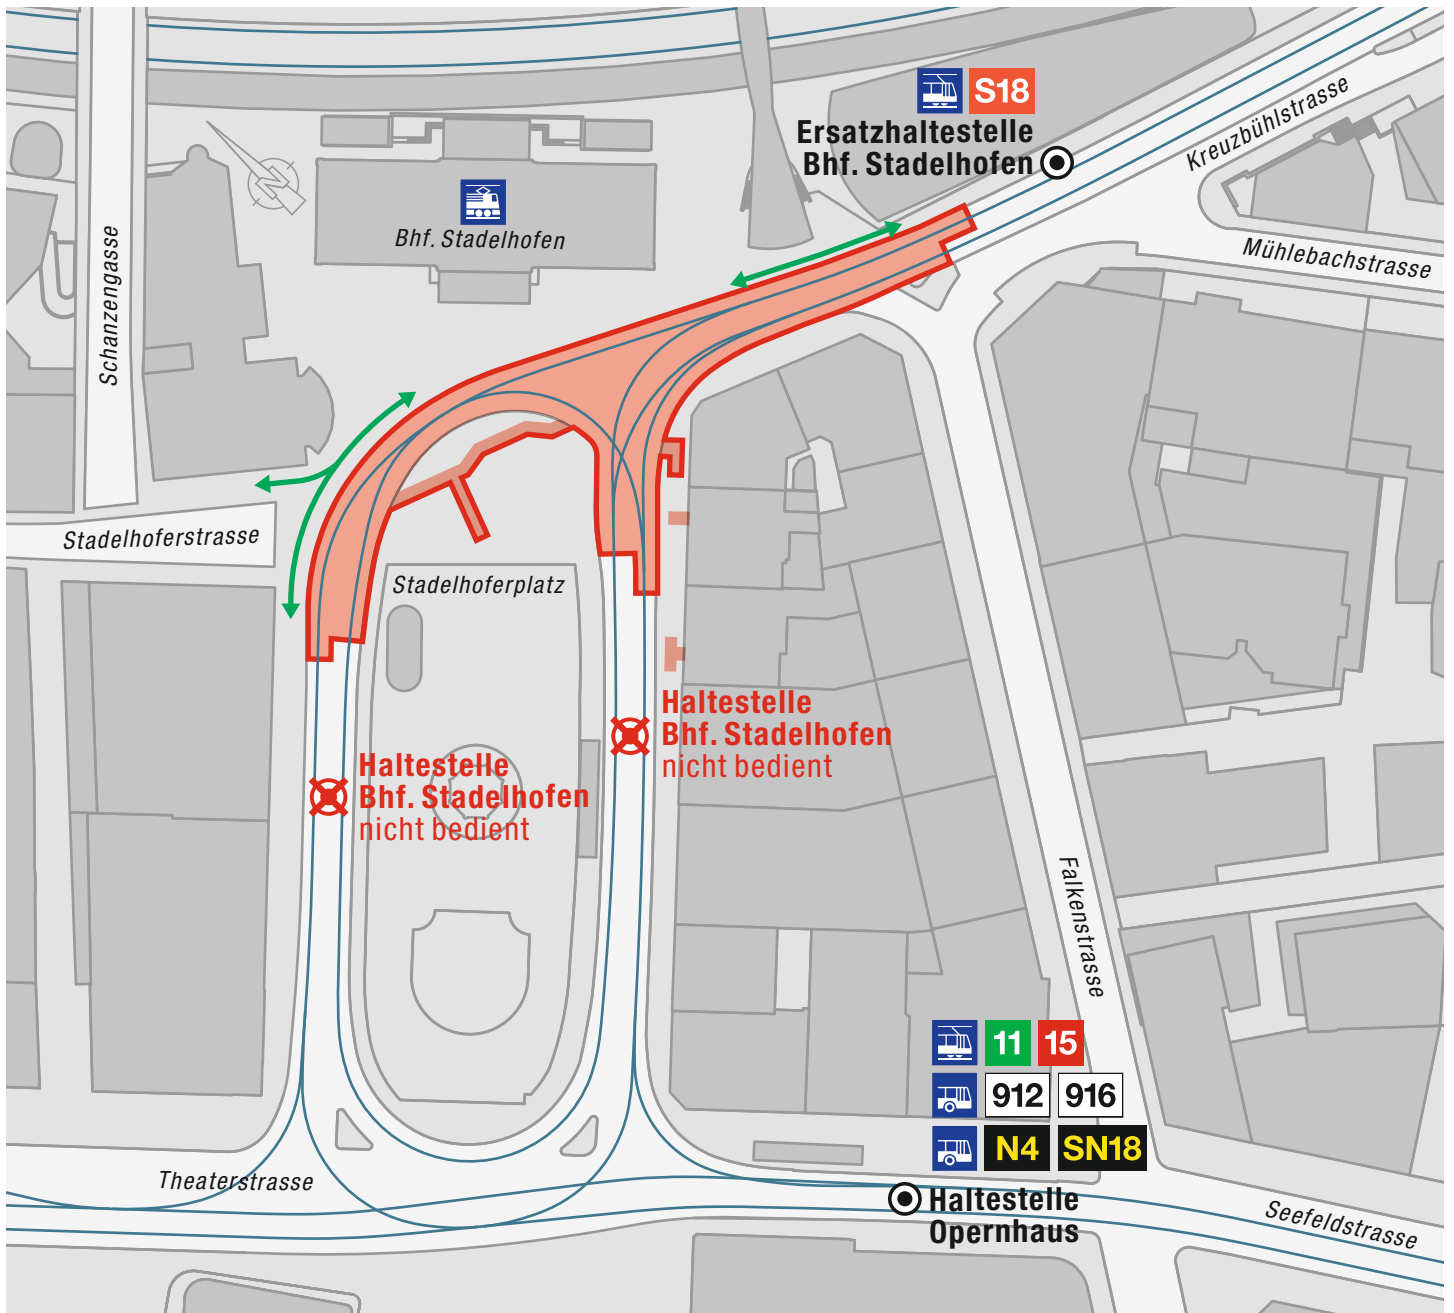 S18
Ersatzhaltestelle
Bhf. Stadelhofen
Kreuzbühlstrasse
N
Bhf. Stadelhofen
Mühlebachstrasse
Schanzengasse
Stadelhoferstrasse
Stadelhoferplatz
Haltestelle
Bhf. Stadelhofen
nicht bedient
Haltestelle
Bhf. Stadelhofen
nicht bedient
Falkenstrasse
11 15
912 916
N4 SN18
Theaterstrasse
Haltestelle
Opernhaus
Seefeldstrasse